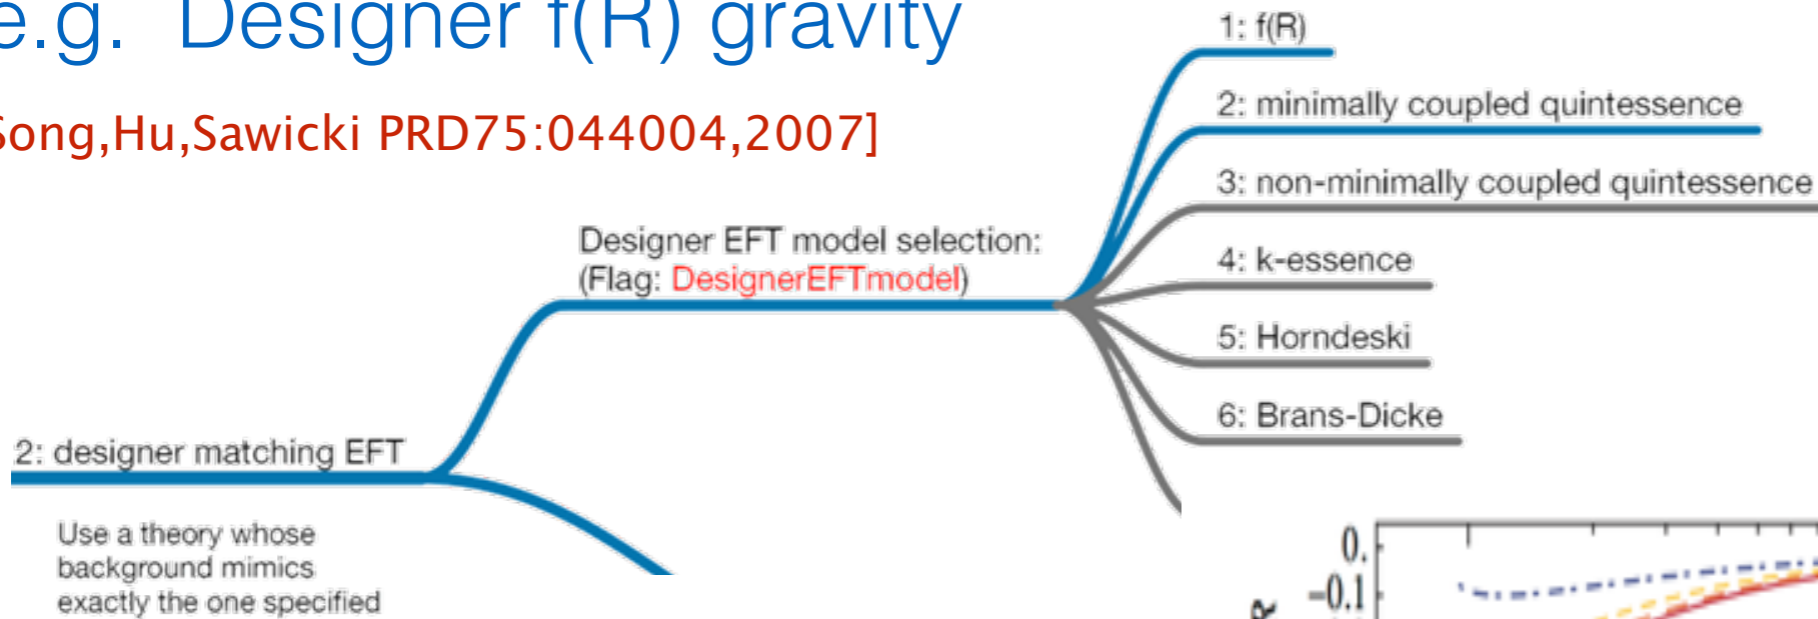 e.g. Designer f(R) gravity
Song,Hu,Sawicki PRD75:044004,2007]
1: f(R)
2: minimally coupled quintessence
3: non-minimally coupled quintessence
Designer EFT model selection:
(Flag: DesignerEFTmodel)
4: k-essence
5: Horndeski
6: Brans-Dicke
2: designer matching EFT
Use a theory whose
background mimics
exactly the one specified
0.
-0.1
R